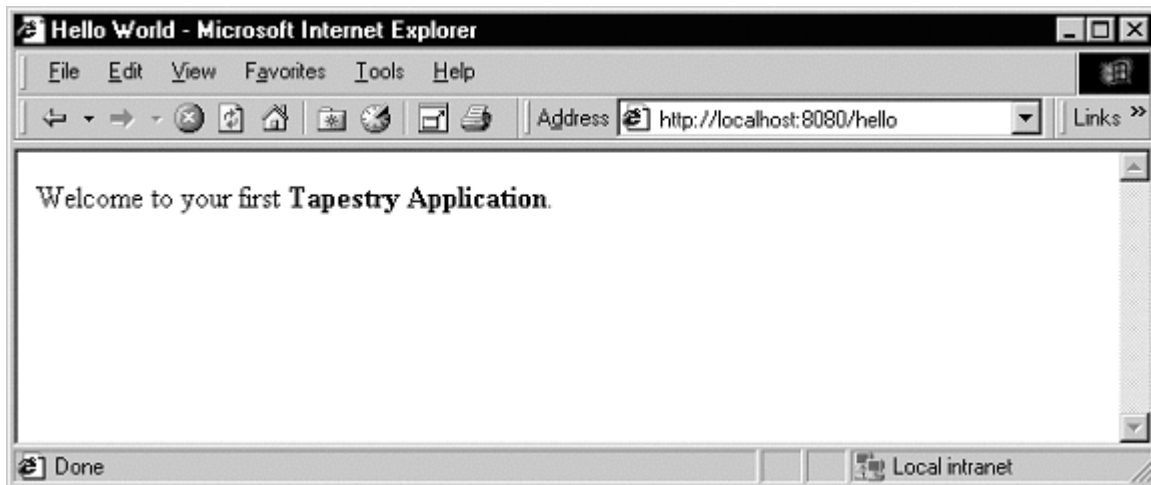 Hello World - Microsoft Internet Explorer
File Edit View Favorites Tools Help
Address http://localhost:8080/hello Links »
Welcome to your first Tapestry Application.
Done Local intranet